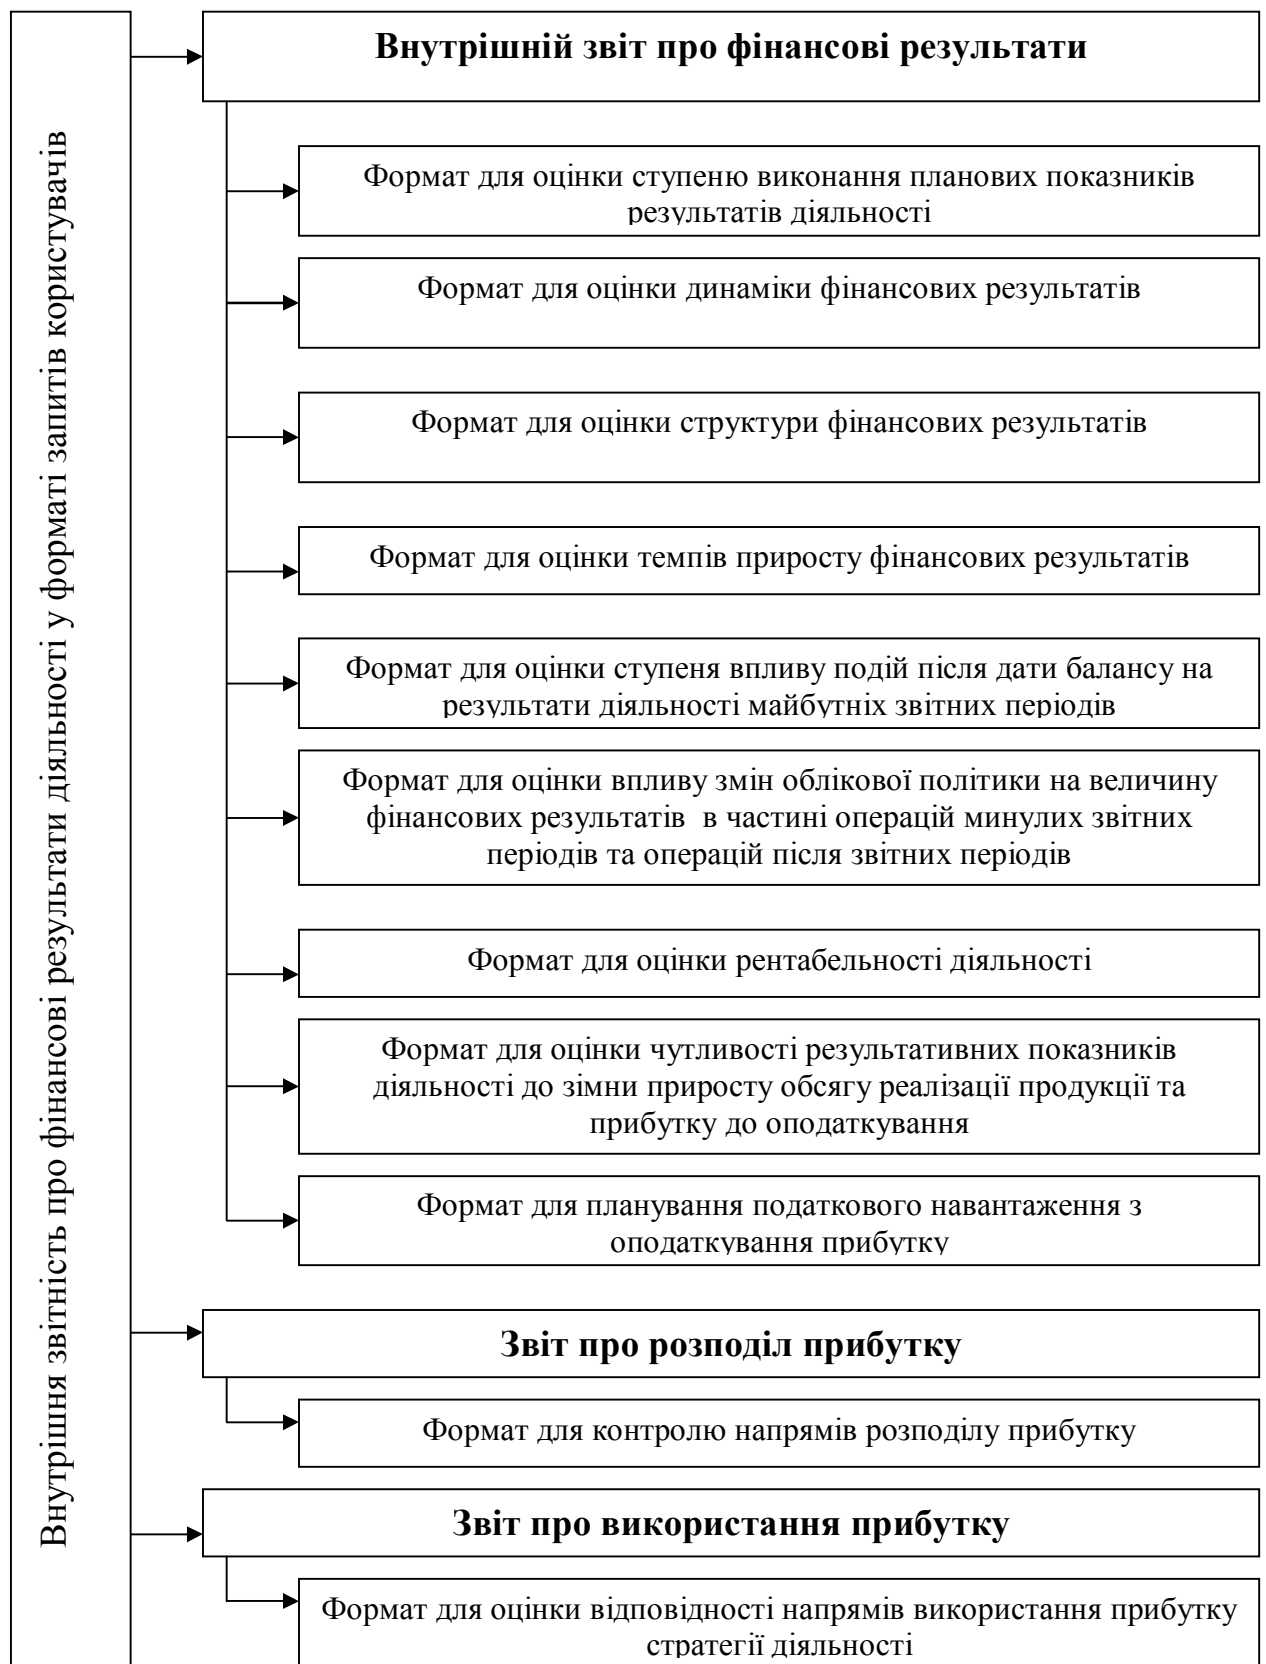 Внутрішня звітність про фінансові результати діяльності у форматі запитів користувачів
Внутрішній звіт про фінансові результати
Формат для оцінки ступеню виконання планових показників
результатів діяльності
Формат для оцінки динаміки фінансових результатів
Формат для оцінки структури фінансових результатів
Формат для оцінки темпів приросту фінансових результатів
Формат для оцінки ступеня впливу подій після дати балансу на
результати діяльності майбутніх звітних періодів
Формат для оцінки впливу змін облікової політики на величину
фінансових результатів  в частині операцій минулих звітних
періодів та операцій після звітних періодів
Формат для оцінки рентабельності діяльності
Формат для оцінки чутливості результативних показників
діяльності до зімни приросту обсягу реалізації продукції та
прибутку до оподаткування
Формат для планування податкового навантаження з
оподаткування прибутку
Звіт про розподіл прибутку
Формат для контролю напрямів розподілу прибутку
Звіт про використання прибутку
Формат для оцінки відповідності напрямів використання прибутку
стратегії діяльності